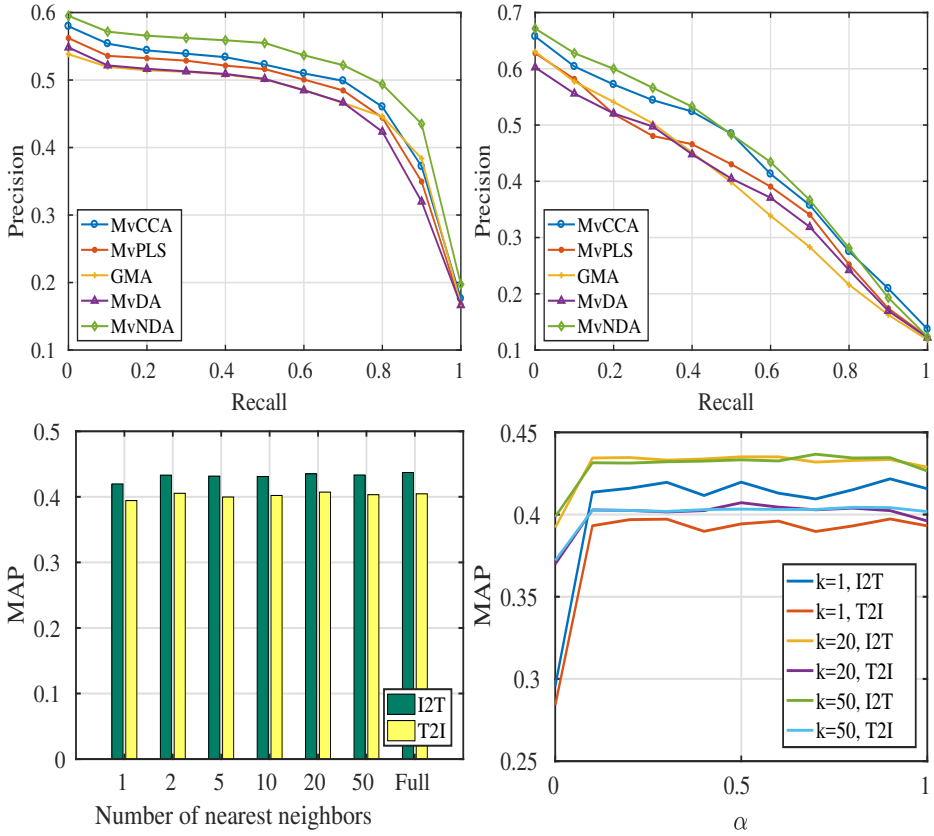 0.6
0.5
0.4
0.3
0.2
0.1
Precision
MvCCA
MvPLS
GMA
MvDA
MvNDA
0
0.2
0.4
0.6
0.8
1
Recall
0.7
0.6
0.5
0.4
0.3
0.2
0.1
Precision
MvCCA
MvPLS
GMA
MvDA
MvNDA
0
0.2
0.4
0.6
0.8
1
Recall
0.5
0.4
0.3
0.2
0.1
0
MAP
I2T
T2I
1
2
5
10
20
50
Full
Number of nearest neighbors
0.45
0.4
0.35
0.3
0.25
MAP
k=1, I2T
k=1, T2I
k=20, I2T
k=20, T2I
k=50, I2T
k=50, T2I
0
0.5
1
α